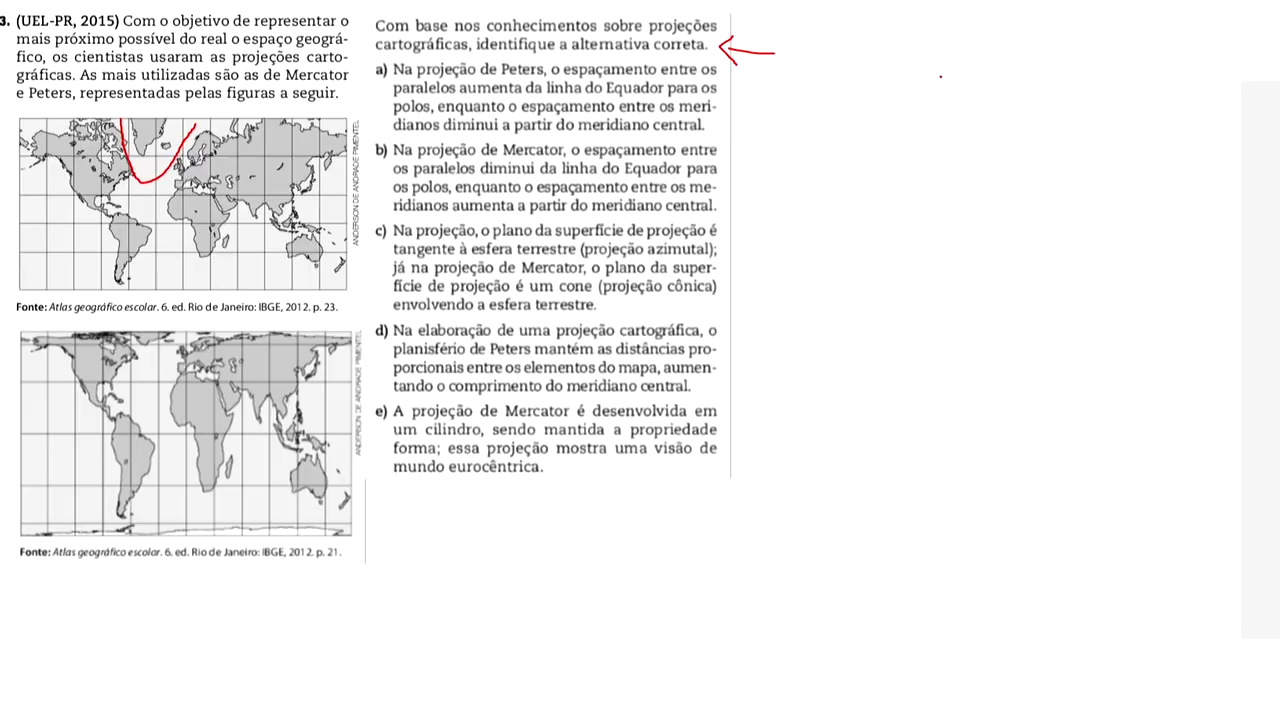 3. (UEL-PR, 2015) Com o objetivo de representar o
mais próximo possível do real o espaço geográ-
fico, os cientistas usaram as projeções carto-
gráficas. As mais utilizadas são as de Mercator
e Peters, representadas pelas figuras a seguir.
ANDERSON DE ANDRADE PIMENTEL
Fonte: Atlas geográfico escolar. 6. ed. Rio de Janeiro: IBGE, 2012. p. 23.
ANDERSON DE ANDRADE PIMENTEL
Fonte: Atlas geográfico escolar. 6. ed. Rio de Janeiro: IBGE, 2012. p. 21.
Com base nos conhecimentos sobre projeções
cartográficas, identifique a alternativa correta.
a) Na projeção de Peters, o espaçamento entre os
paralelos aumenta da linha do Equador para os
polos, enquanto o espaçamento entre os meri-
dianos diminui a partir do meridiano central.
b) Na projeção de Mercator, o espaçamento entre
os paralelos diminui da linha do Equador para
os polos, enquanto o espaçamento entre os me-
ridianos aumenta a partir do meridiano central.
c) Na projeção, o plano da superfície de projeção é
tangente à esfera terrestre (projeção azimutal);
já na projeção de Mercator, o plano da super-
fície de projeção é um cone (projeção cônica)
envolvendo a esfera terrestre.
d) Na elaboração de uma projeção cartográfica, o
planisfério de Peters mantém as distâncias pro-
porcionais entre os elementos do mapa, aumen-
tando o comprimento do meridiano central.
e) A projeção de Mercator é desenvolvida em
um cilindro, sendo mantida a propriedade
forma; essa projeção mostra uma visão de
mundo eurocêntrica.